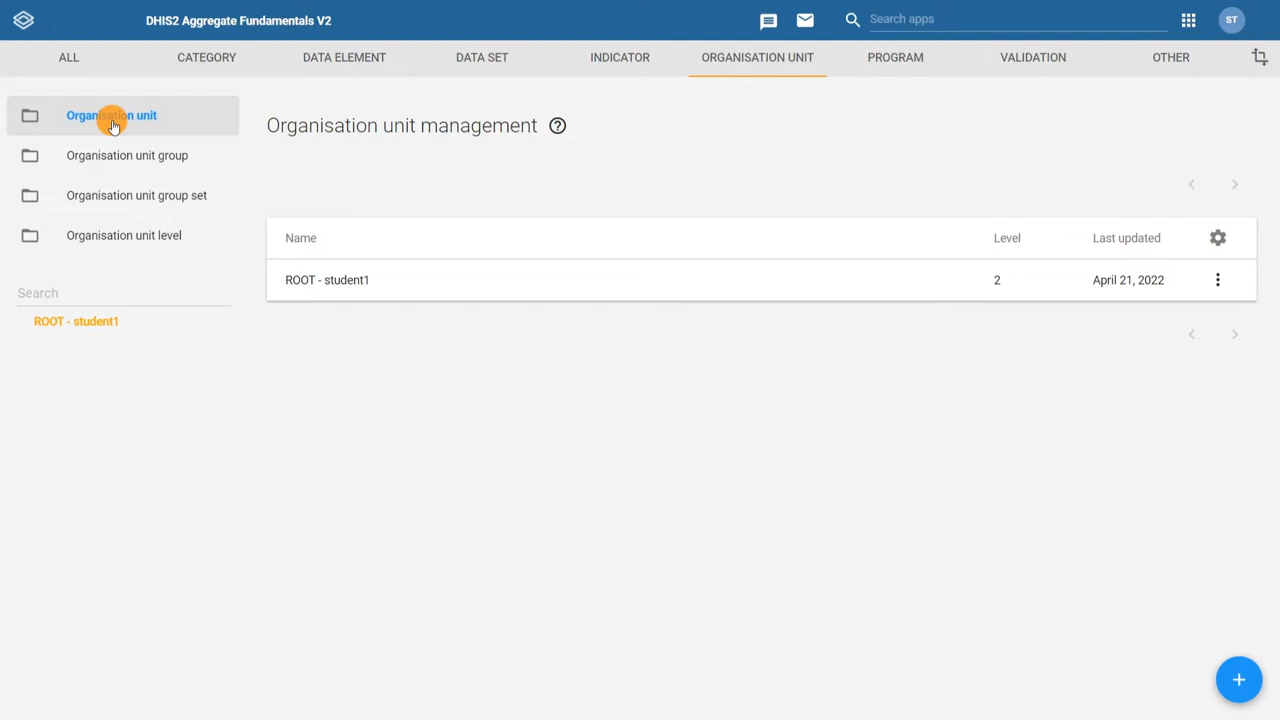 DHIS2 Aggregate Fundamentals V2
Search apps
ST
ALL
CATEGORY
DATA ELEMENT
DATA SET
INDICATOR
ORGANISATION UNIT
PROGRAM
VALIDATION
OTHER
Organisation unit
Organisation unit group
Organisation unit group set
Organisation unit level
Search
ROOT - student1
Organisation unit management
Name Level Last updated
ROOT - student1 2 April 21, 2022